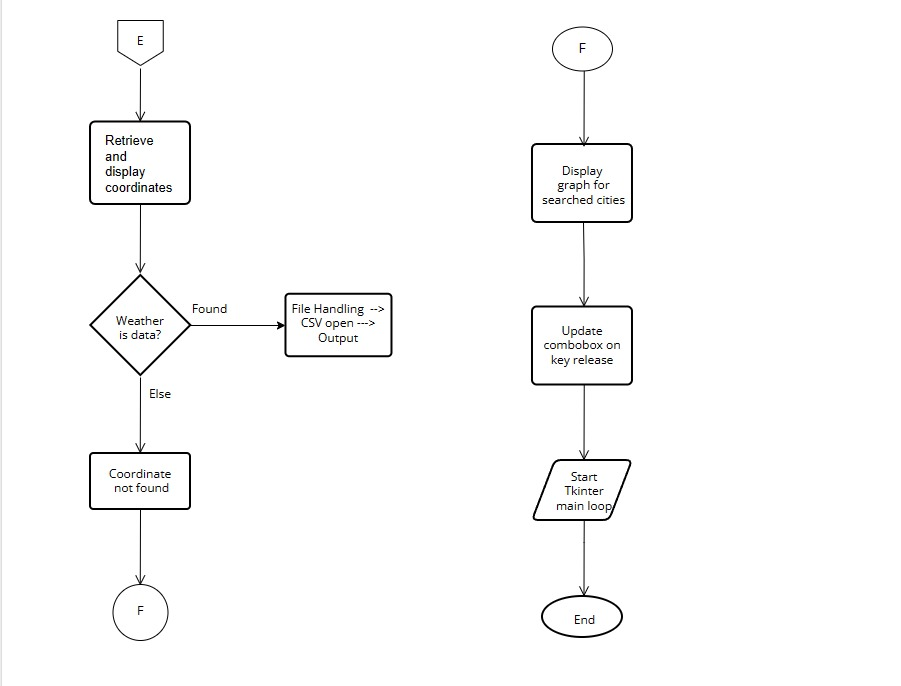 E
Retrieve
and
display
coordinates
Weather
is data?
Found
File Handling -->
CSV open --->
Output
Else
Coordinate
not found
F
F
Display
graph for
searched cities
Update
combobox on
key release
Start
Tkinter
main loop
End